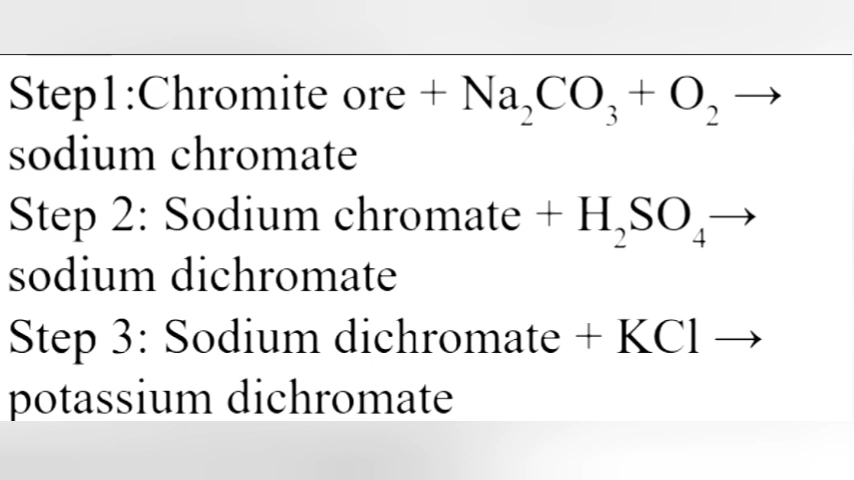 Step1:Chromite ore + Na₂CO₃ + O₂ →
sodium chromate
Step 2: Sodium chromate + H₂SO₄→
sodium dichromate
Step 3: Sodium dichromate + KCl →
potassium dichromate